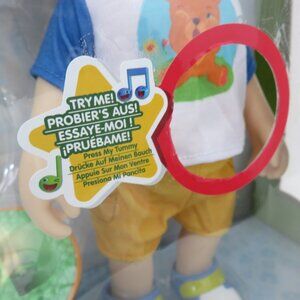 TRY ME!
PROBIER'S AUS!
ESSAYE-MOI !
¡PRUÉBAME!
Press My Tummy
Drücke Auf Meinen Bauch
Appuie Sur Mon Ventre
Presiona Mi Pancita